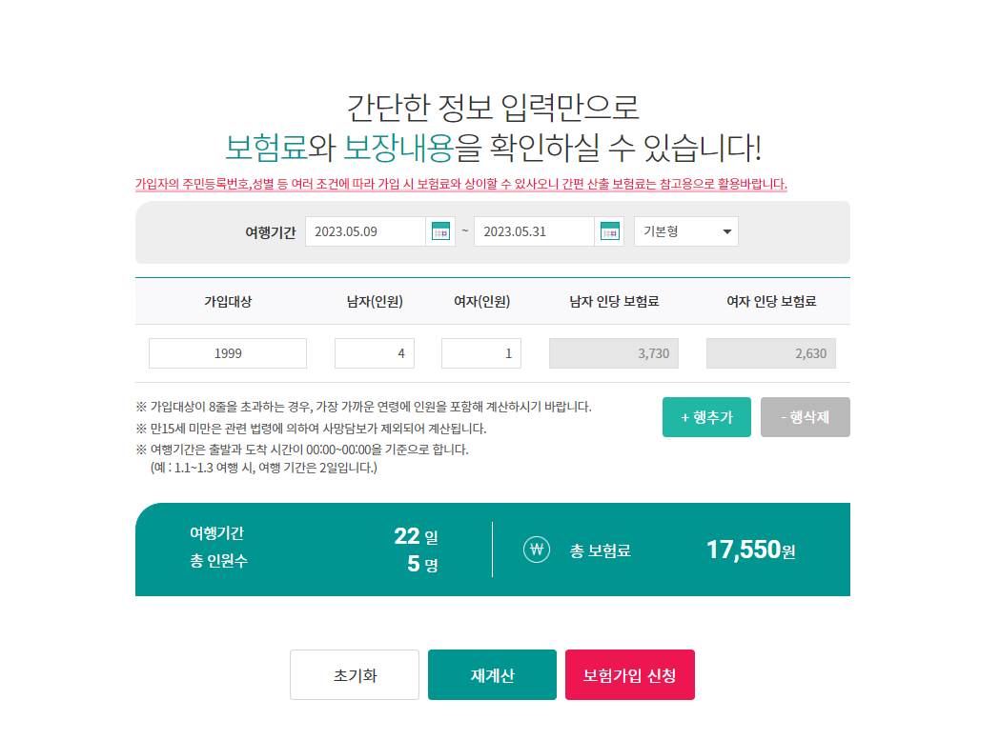 간단한 정보 입력만으로
보험료와 보장내용을 확인하실 수 있습니다!
가입자의 주민등록번호,성별 등 여러 조건에 따라 가입 시 보험료와 상이할 수 있사오니 간편 산출 보험료는 참고용으로 활용바랍니다.
여행기간 2023.05.09 ~ 2023.05.31 기본형
가입대상 남자(인원) 여자(인원) 남자 인당 보험료 여자 인당 보험료
1999 4 1 3,730 2,630
※ 가입대상이 8줄을 초과하는 경우, 가장 가까운 연령에 인원을 포함해 계산하시기 바랍니다.
+ 행추가 - 행삭제
※ 만15세 미만은 관련 법령에 의하여 사망담보가 제외되어 계산됩니다.
※ 여행기간은 출발과 도착 시간이 00:00~00:00을 기준으로 합니다.
(예 : 1.1~1.3 여행 시, 여행 기간은 2일입니다.)
여행기간 22 일
총 인원수 5 명
₩ 총 보험료 17,550원
초기화 재계산 보험가입 신청